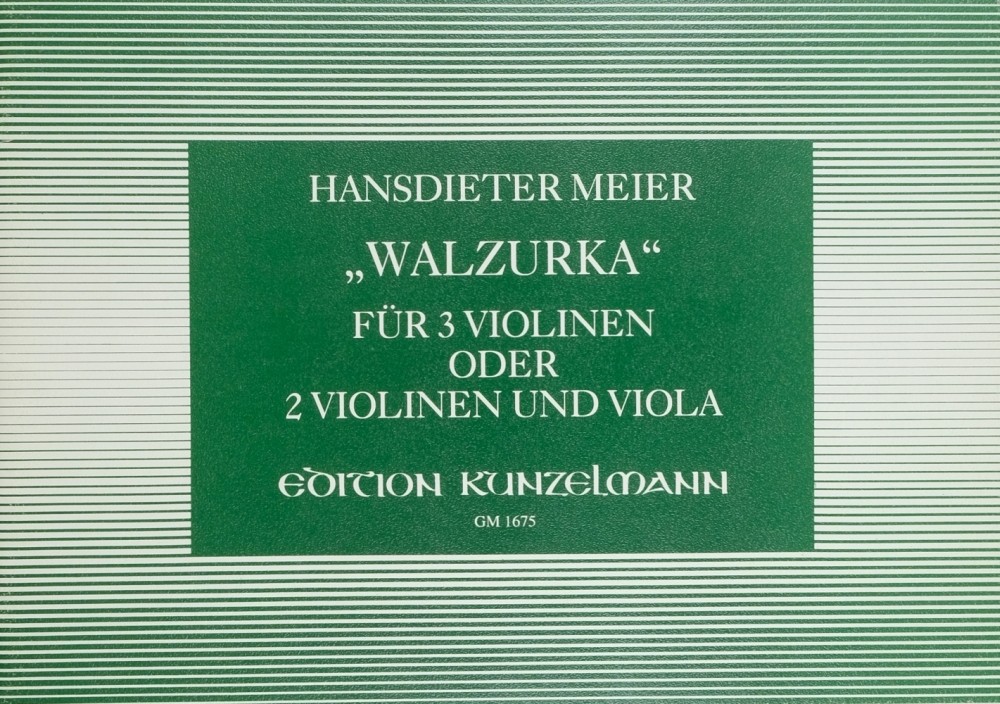 HANSDIETER MEIER
„WALZURKA“
FÜR 3 VIOLINEN
ODER
2 VIOLINEN UND VIOLA
EDITION KUNZELMANN
GM 1675